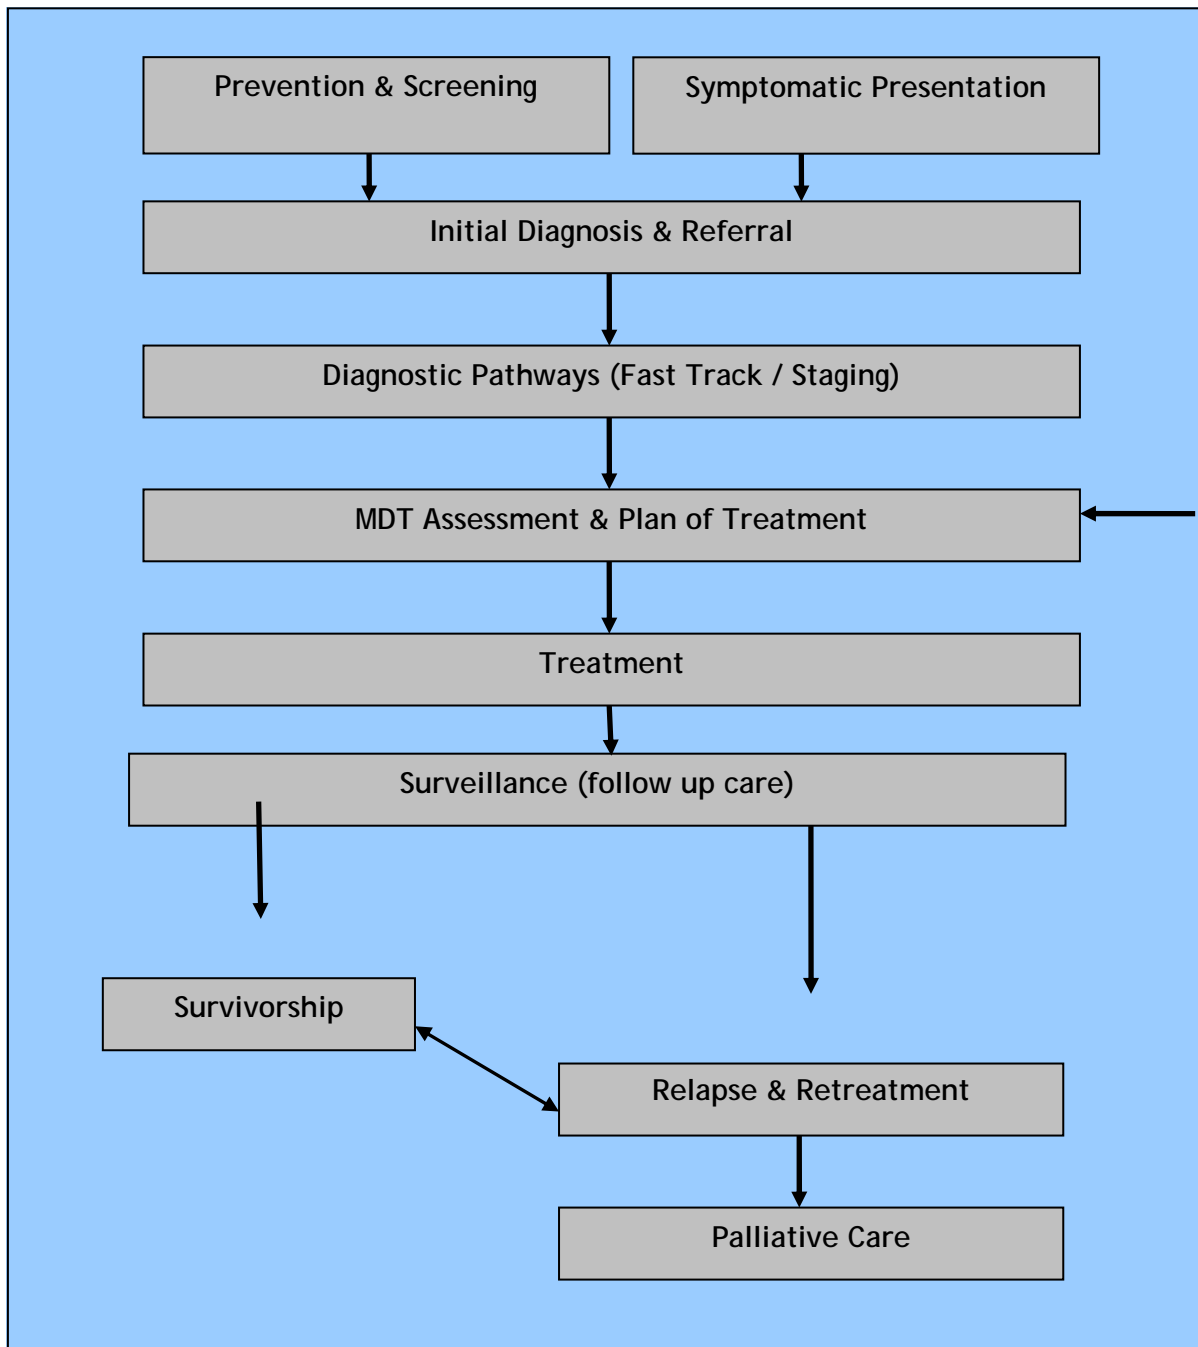 Prevention & Screening
Symptomatic Presentation
Initial Diagnosis & Referral
Diagnostic Pathways (Fast Track / Staging)
MDT Assessment & Plan of Treatment
Treatment
Surveillance (follow up care)
Survivorship
Relapse & Retreatment
Palliative Care